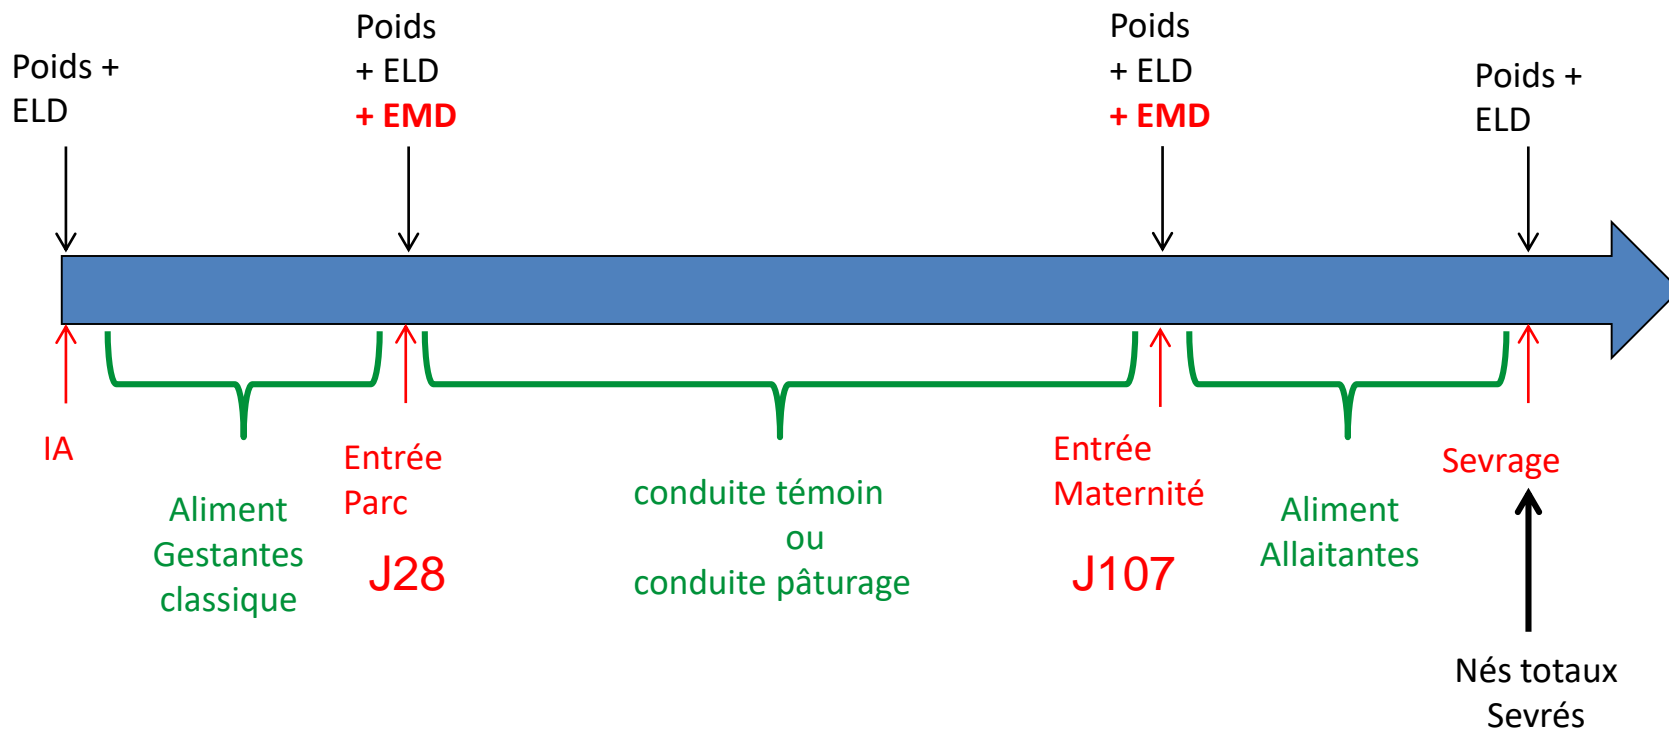 Poids +
ELD
Poids
+ ELD
+ EMD
Poids
+ ELD
+ EMD
Poids +
ELD
IA
Aliment
Gestantes
classique
Entrée
Parc
J28
conduite témoin
ou
conduite pâturage
Entrée
Maternité
J107
Aliment
Allaitantes
Sevrage
Nés totaux
Sevrés